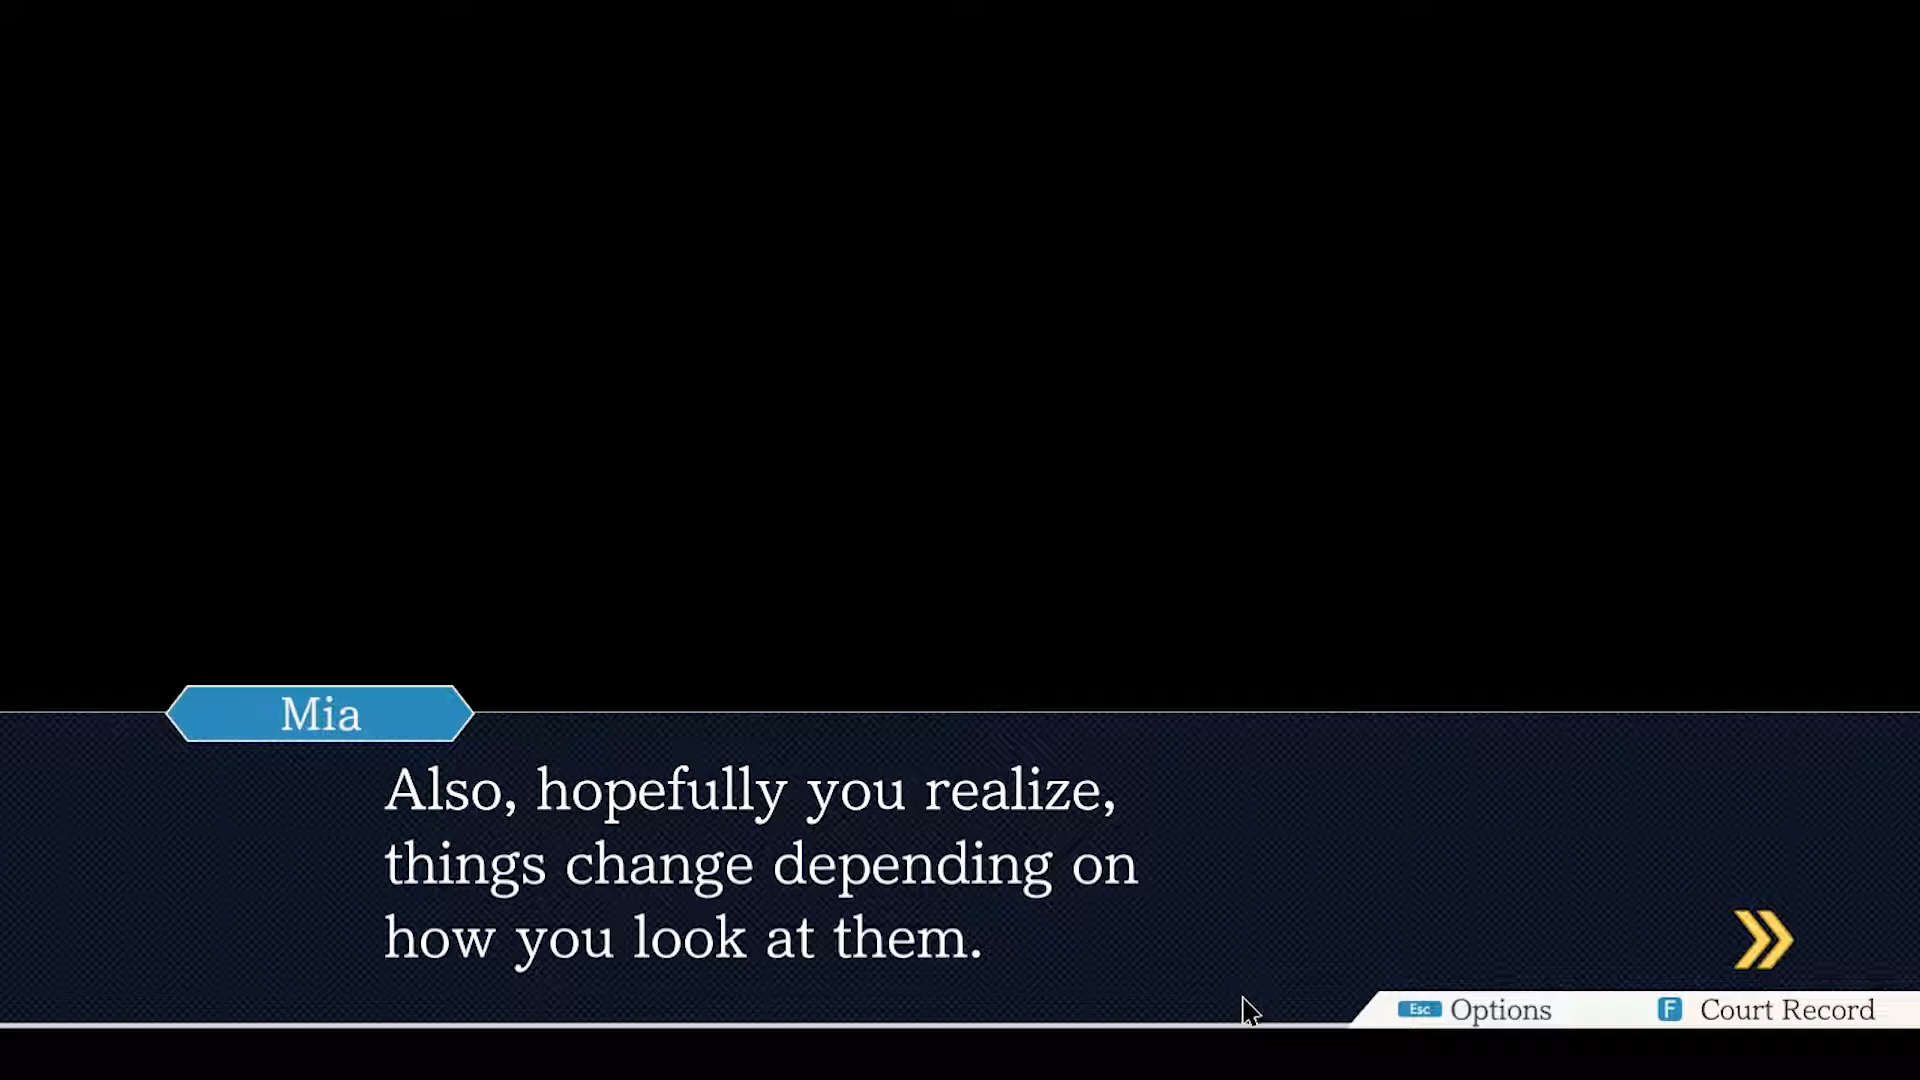 Mia
Also, hopefully you realize,
things change depending on
how you look at them.
Esc Options F Court Record